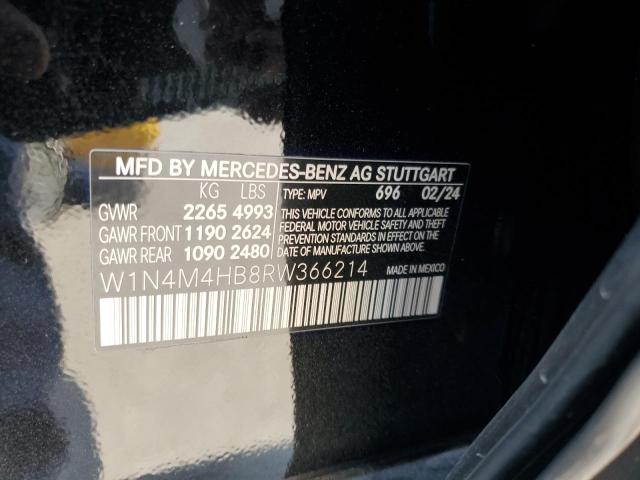 MFD BY MERCEDES-BENZ AG STUTTGART
KG LBS TYPE: MPV 696 02/24
GVWR 2265 4993
GAWR FRONT 1190 2624
GAWR REAR 1090 2480
THIS VEHICLE CONFORMS TO ALL APPLICABLE
FEDERAL MOTOR VEHICLE SAFETY AND THEFT
PREVENTION STANDARDS IN EFFECT ON THE
DATE OF MANUFACTURE SHOWN ABOVE.
W1N4M4HB8RW366214 MADE IN MEXICO